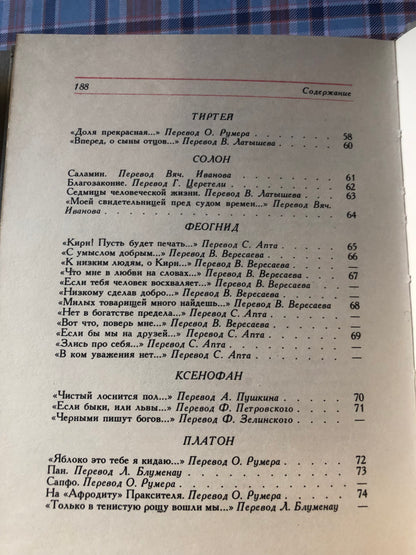 188
Содержание
ТИРТЕЙ
«Доля прекрасная...» Перевод О. Румера . . . . . . . . 58
«Вперед, о сыны отцов...» Перевод В. Латышева . . . . 60
СОЛОН
Саламин. Перевод Вяч. Иванова . . . . . . . . . . 61
Благозаконие. Перевод Г. Церетели . . . . . . . . . 62
Седмицы человеческой жизни. Перевод В. Латышева . . . 63
«Моей свидетельницей пред судом времен...» Перевод Вяч.
Иванова . . . . . . . . . . . . . . . . . . 64
ФЕОГНИД
«Кирн! Пусть будет печать...» Перевод С. Апта . . . . . 65
«С умыслом добрым...» Перевод В. Вересаева . . . . . . 66
«К низким людям, о Кирн...» Перевод В. Вересаева . . . —
«Что мне в любви на словах...» Перевод В. Вересаева . . 67
«Если тебя человек восхваляет...» Перевод В. Вересаева . —
«Низкому сделав добро...» Перевод В. Вересаева . . . . —
«Милых товарищей много найдешь...» Перевод В. Вересаева 68
«Нет в богатстве предела...» Перевод С. Апта . . . . . —
«Вот что, поверь мне...» Перевод В. Вересаева . . . . . —
«Если бы мы на друзей...» Перевод С. Апта . . . . . . 69
«Злись про себя...» Перевод С. Апта . . . . . . . . . —
«В ком уважения нет...» Перевод С. Апта . . . . . . . —
КСЕНОФАН
«Чистый лоснится пол...» Перевод А. Пушкина . . . . . 70
«Если быки, или львы...» Перевод Ф. Петровского . . . . 71
«Черными пишут богов...» Перевод Ф. Зелинского . . . . —
ПЛАТОН
«Яблоко это тебе я кидаю...» Перевод О. Румера . . . . 72
Пан. Перевод Л. Блуменау . . . . . . . . . . . . 73
Сапфо. Перевод О. Румера . . . . . . . . . . . . —
На «Афродиту» Праксителя. Перевод О. Румера . . . . . 74
«Только в тенистую рощу вошли мы...» Перевод Л. Блуменау —